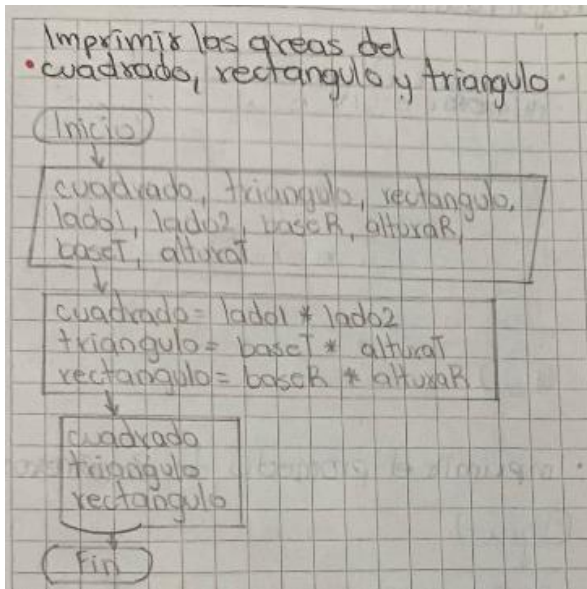 Imprimir las areas del
• cuadrado, rectangulo y triangulo
Inicio
cuadrado, triangulo, rectangulo,
lado1, lado2, baseR, alturaR,
baseT, alturaT
cuadrado = lado1 * lado2
triangulo = baseT * alturaT
rectangulo = baseR * alturaR
cuadrado
triangulo
rectangulo
Fin